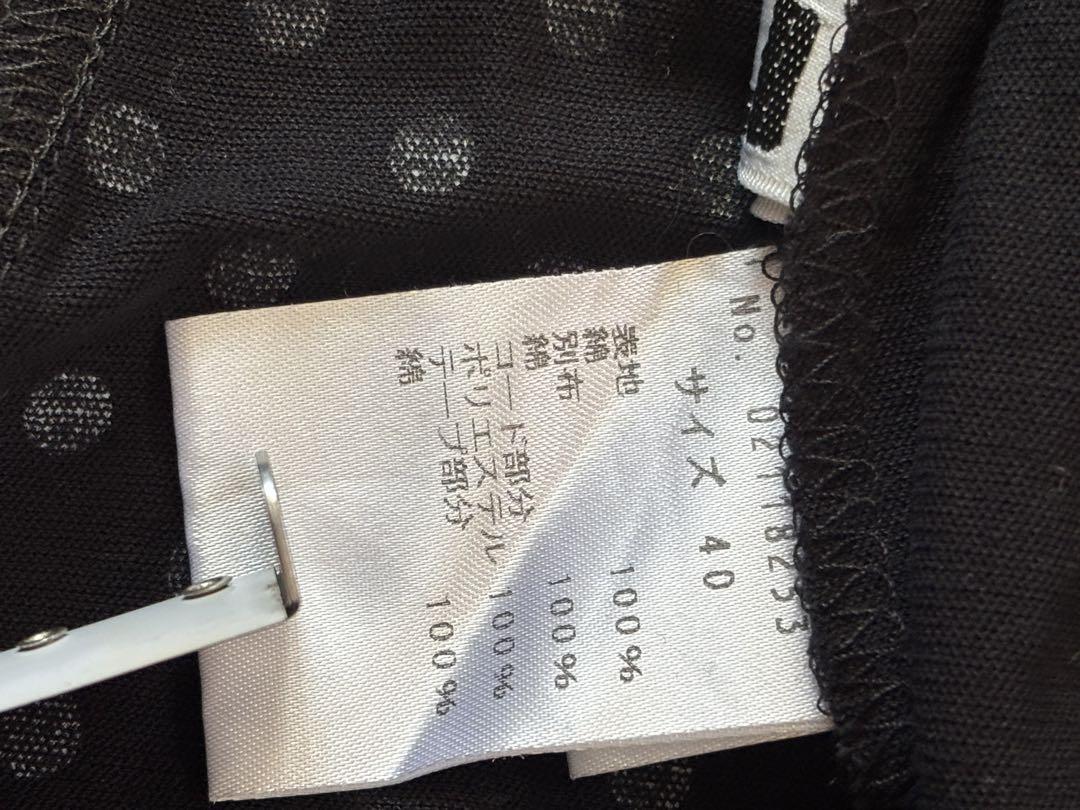 No. 02118253
サイズ 40
表地
綿 100%
別布
綿 100%
コード部分
ポリエステル 100%
テープ部分
綿 100%